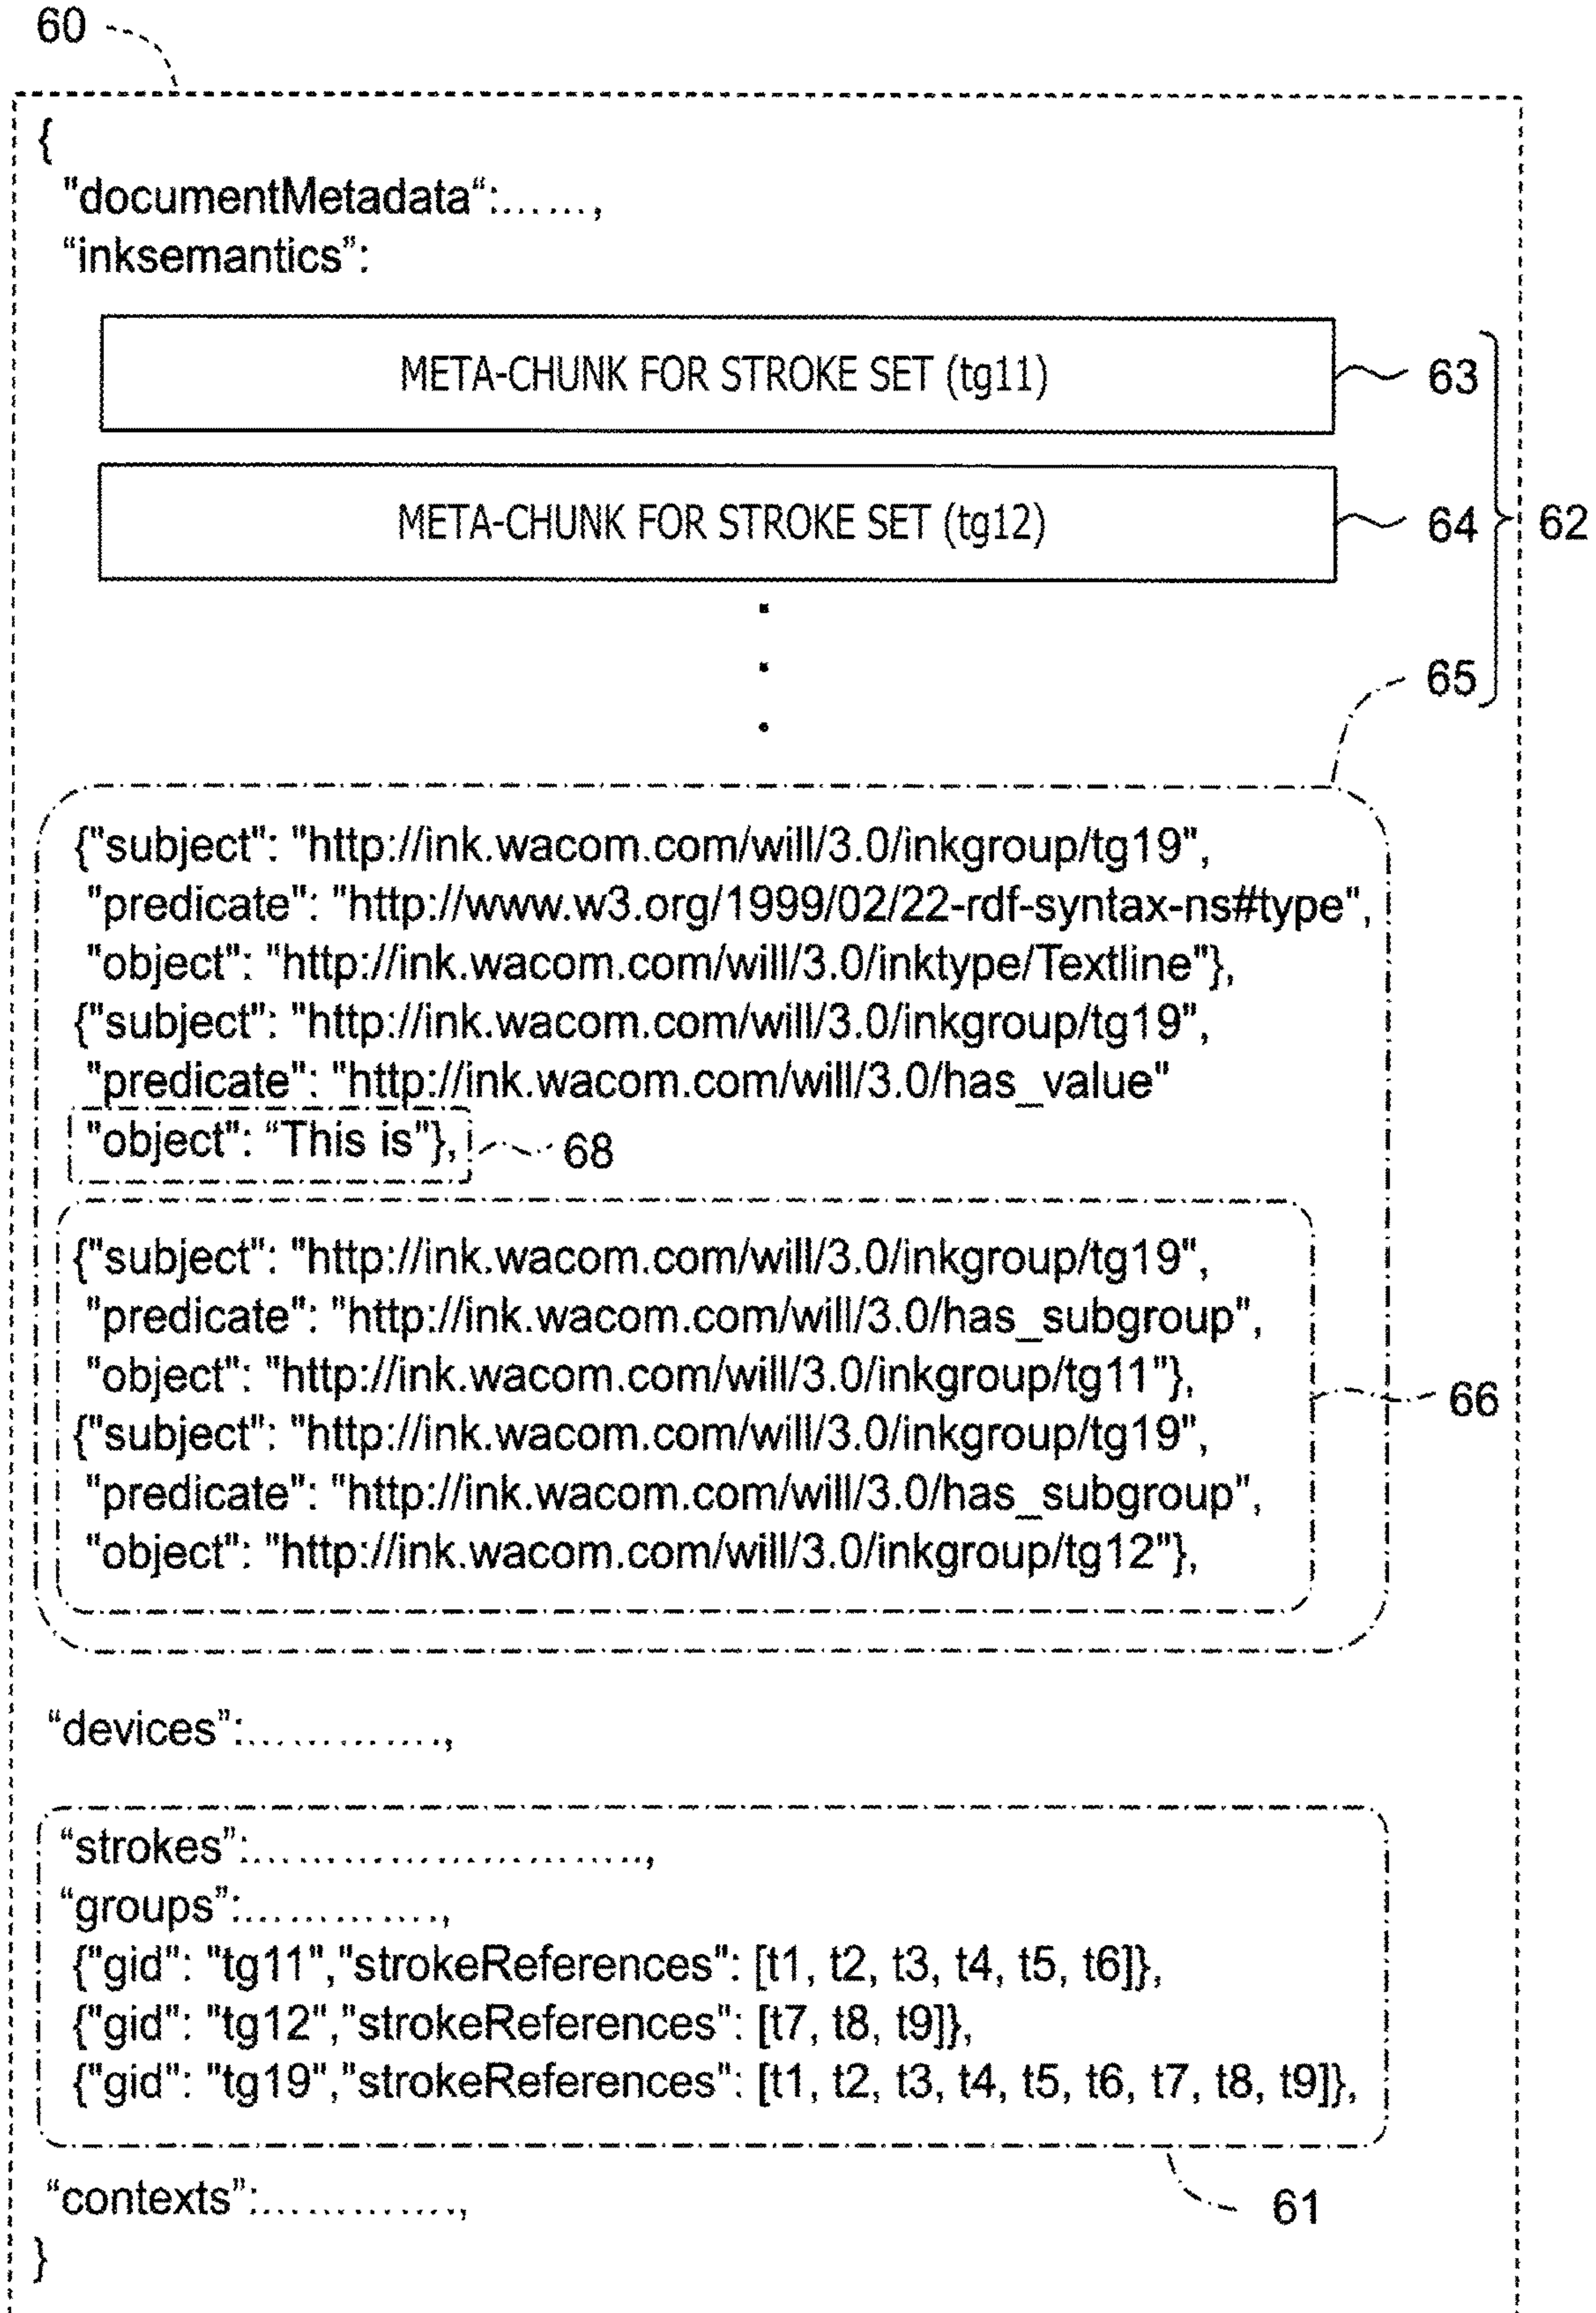 60
{
"documentMetadata“:......,
“inksemantics”:
META-CHUNK FOR STROKE SET (tg11)
63
META-CHUNK FOR STROKE SET (tg12)
64
62
65
{"subject": "http://ink.wacom.com/will/3.0/inkgroup/tg19",
"predicate": "http://www.w3.org/1999/02/22-rdf-syntax-ns#type",
"object": "http://ink.wacom.com/will/3.0/inktype/Textline"},
{"subject": "http://ink.wacom.com/will/3.0/inkgroup/tg19",
"predicate": "http://ink.wacom.com/will/3.0/has_value"
"object": “This is"},
68
{"subject": "http://ink.wacom.com/will/3.0/inkgroup/tg19",
"predicate": "http://ink.wacom.com/will/3.0/has_subgroup",
"object": "http://ink.wacom.com/will/3.0/inkgroup/tg11"},
66
{"subject": "http://ink.wacom.com/will/3.0/inkgroup/tg19",
"predicate": "http://ink.wacom.com/will/3.0/has_subgroup",
"object": "http://ink.wacom.com/will/3.0/inkgroup/tg12"},
“devices”:.............,
“strokes”:..........................,
“groups”:.............,
{"gid": "tg11","strokeReferences": [t1, t2, t3, t4, t5, t6]},
{"gid": "tg12","strokeReferences": [t7, t8, t9]},
{"gid": "tg19","strokeReferences": [t1, t2, t3, t4, t5, t6, t7, t8, t9]},
“contexts”:.............,
61
}